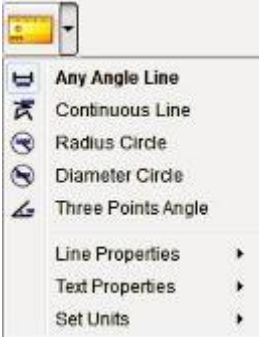 Any Angle Line
Continuous Line
Radius Circle
Diameter Circle
Three Points Angle
Line Properties
Text Properties
Set Units